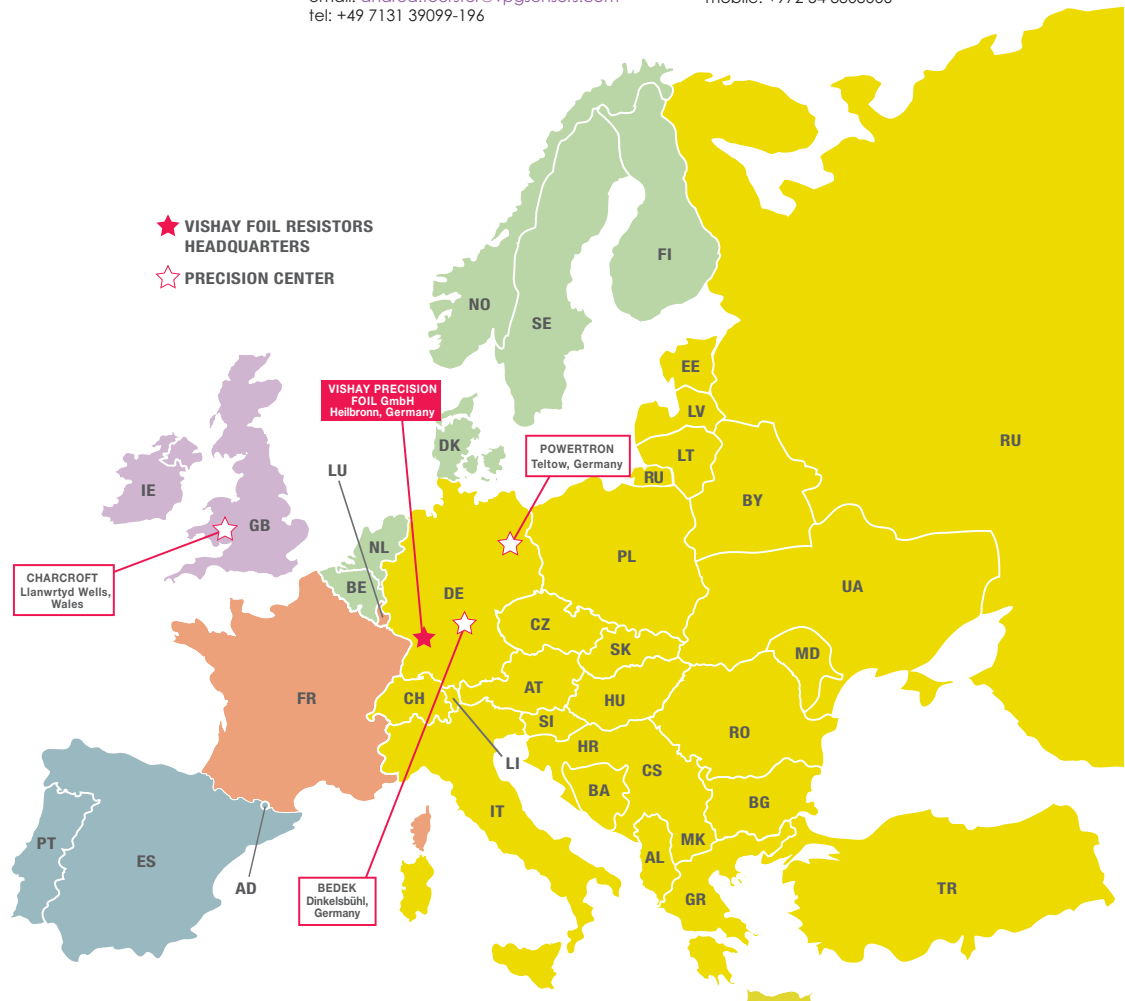 tel: +49 7131 39099-196
VISHAY FOIL RESISTORS
HEADQUARTERS
PRECISION CENTER
FI
NO
SE
EE
VISHAY PRECISION
FOIL GmbH
Heilbronn, Germany
LV
RU
DK
POWERTRON
Teltow, Germany
LT
LU
RU
IE
BY
GB
NL
PL
CHARCROFT
Llanwrtyd Wells,
Wales
BE
DE
UA
CZ
SK
MD
FR
CH
AT
HU
SI
RO
HR
LI
CS
BA
BG
IT
PT
MK
ES
AL
AD
BEDEK
Dinkelsbühl,
Germany
GR
TR